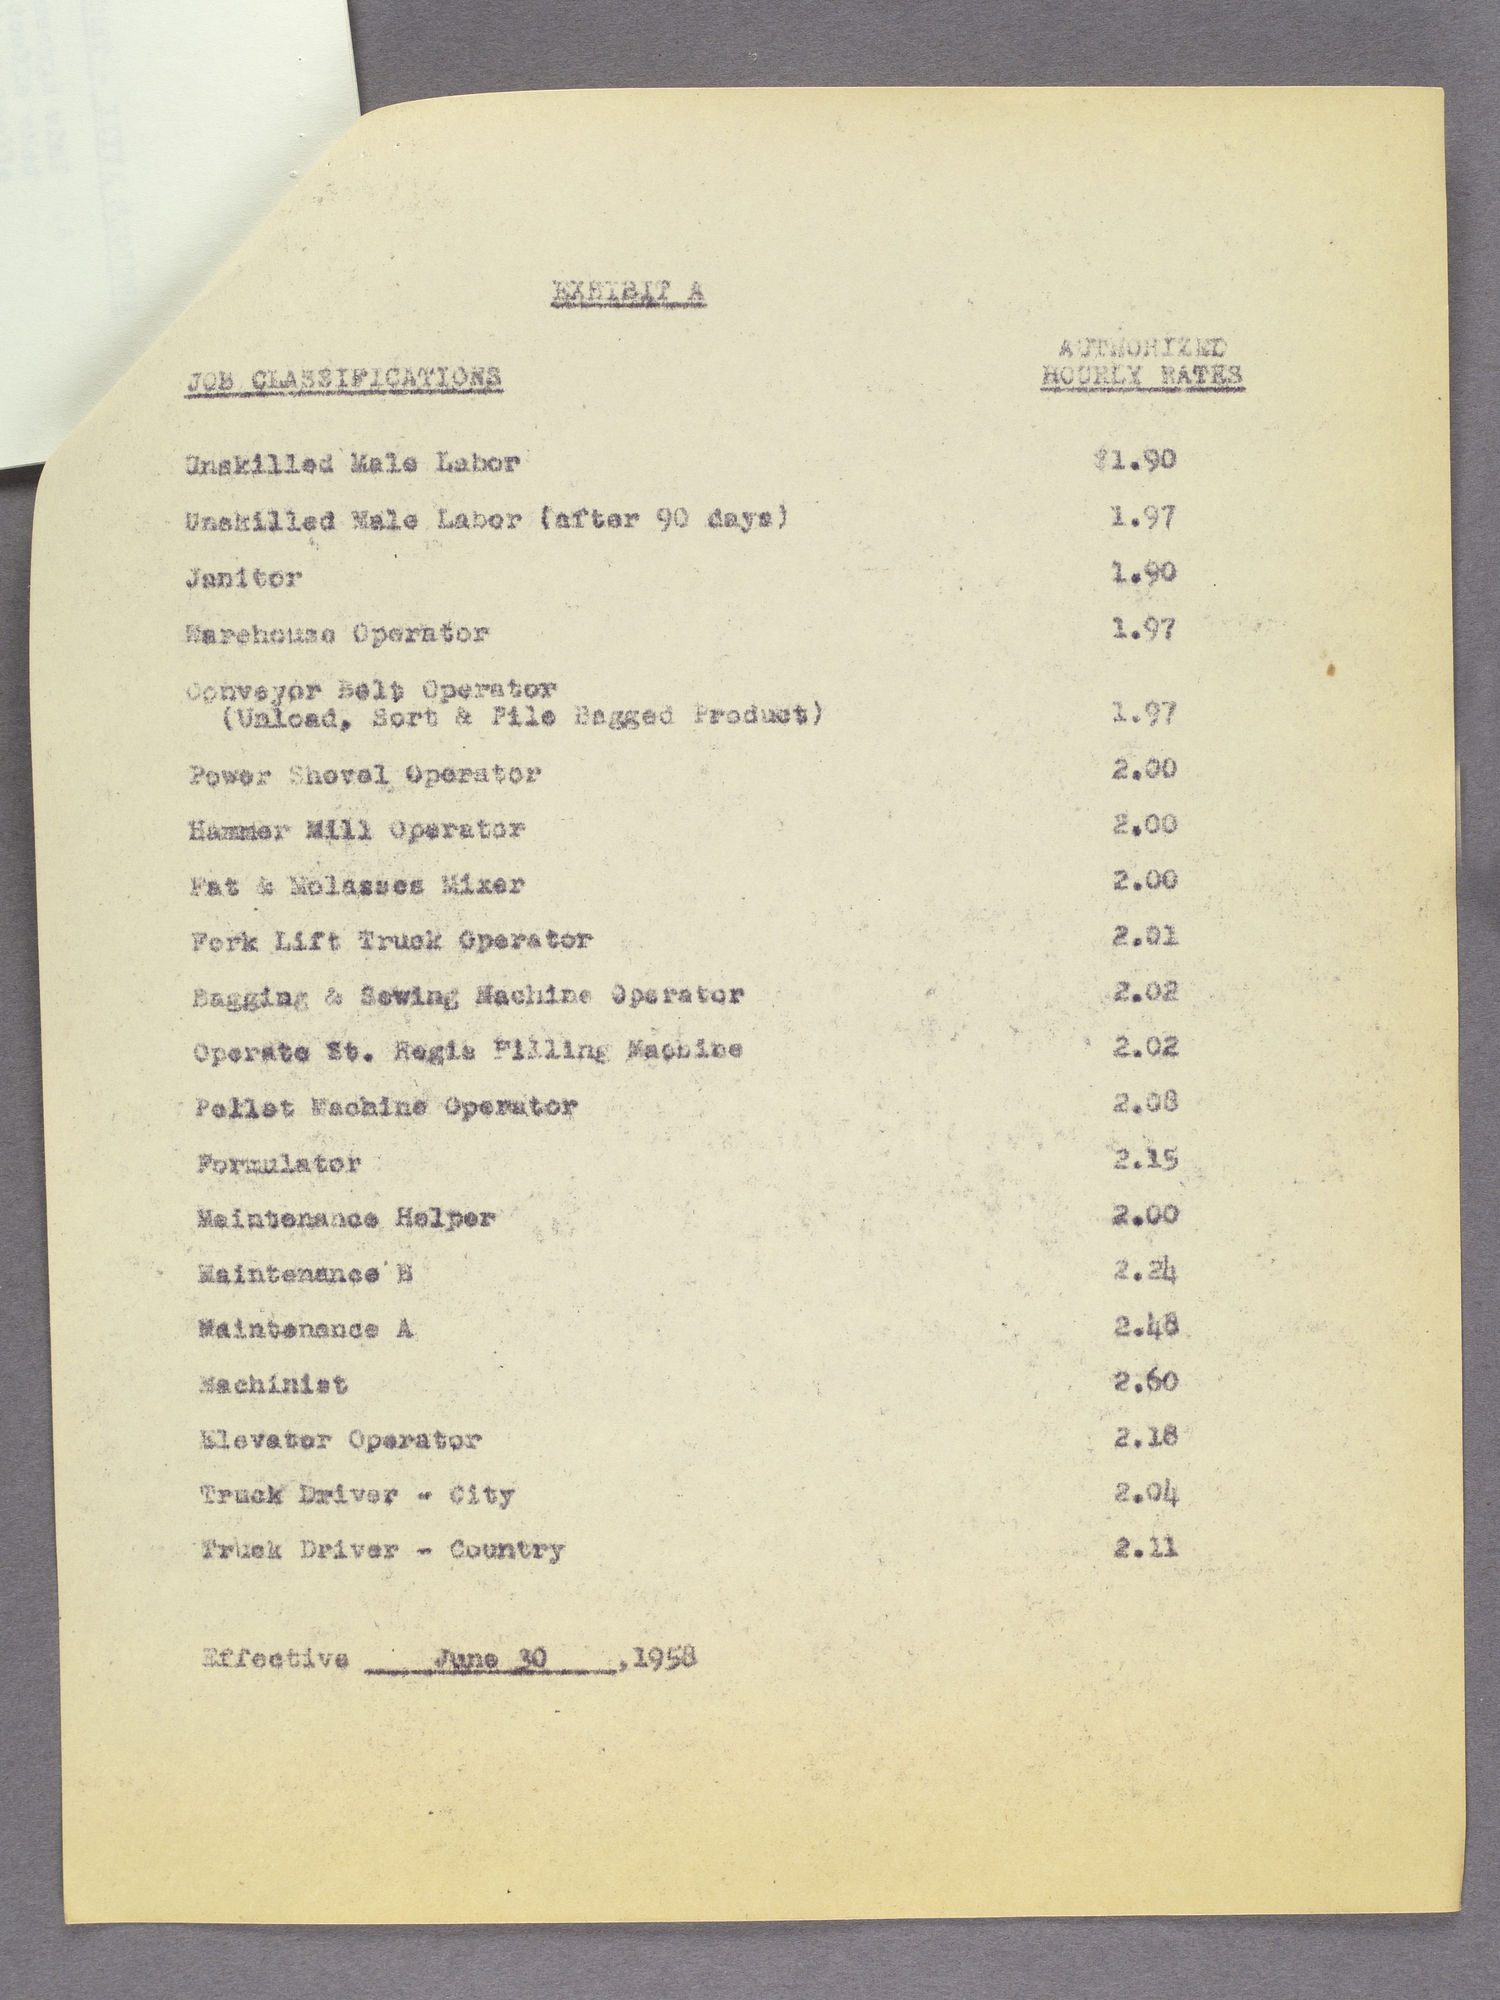 EXHIBIT A
AUTHORIZED
JOB CLASSIFICATIONS HOURLY RATES
Unskilled Male Labor $1.90
Unskilled Male Labor (after 90 days) 1.97
Janitor 1.90
Warehouse Operator 1.97
Conveyor Belt Operator
(Unload, Sort & Pile Bagged Product) 1.97
Power Shovel Operator 2.00
Hammer Mill Operator 2.00
Fat & Molasses Mixer 2.00
Fork Lift Truck Operator 2.01
Bagging & Sewing Machine Operator 2.02
Operate St. Regis Filling Machine 2.02
Pellet Machine Operator 2.08
Formulator 2.15
Maintenance Helper 2.00
Maintenance B 2.24
Maintenance A 2.48
Machinist 2.60
Elevator Operator 2.18
Truck Driver - City 2.04
Truck Driver - Country 2.11
Effective June 30 ,1958